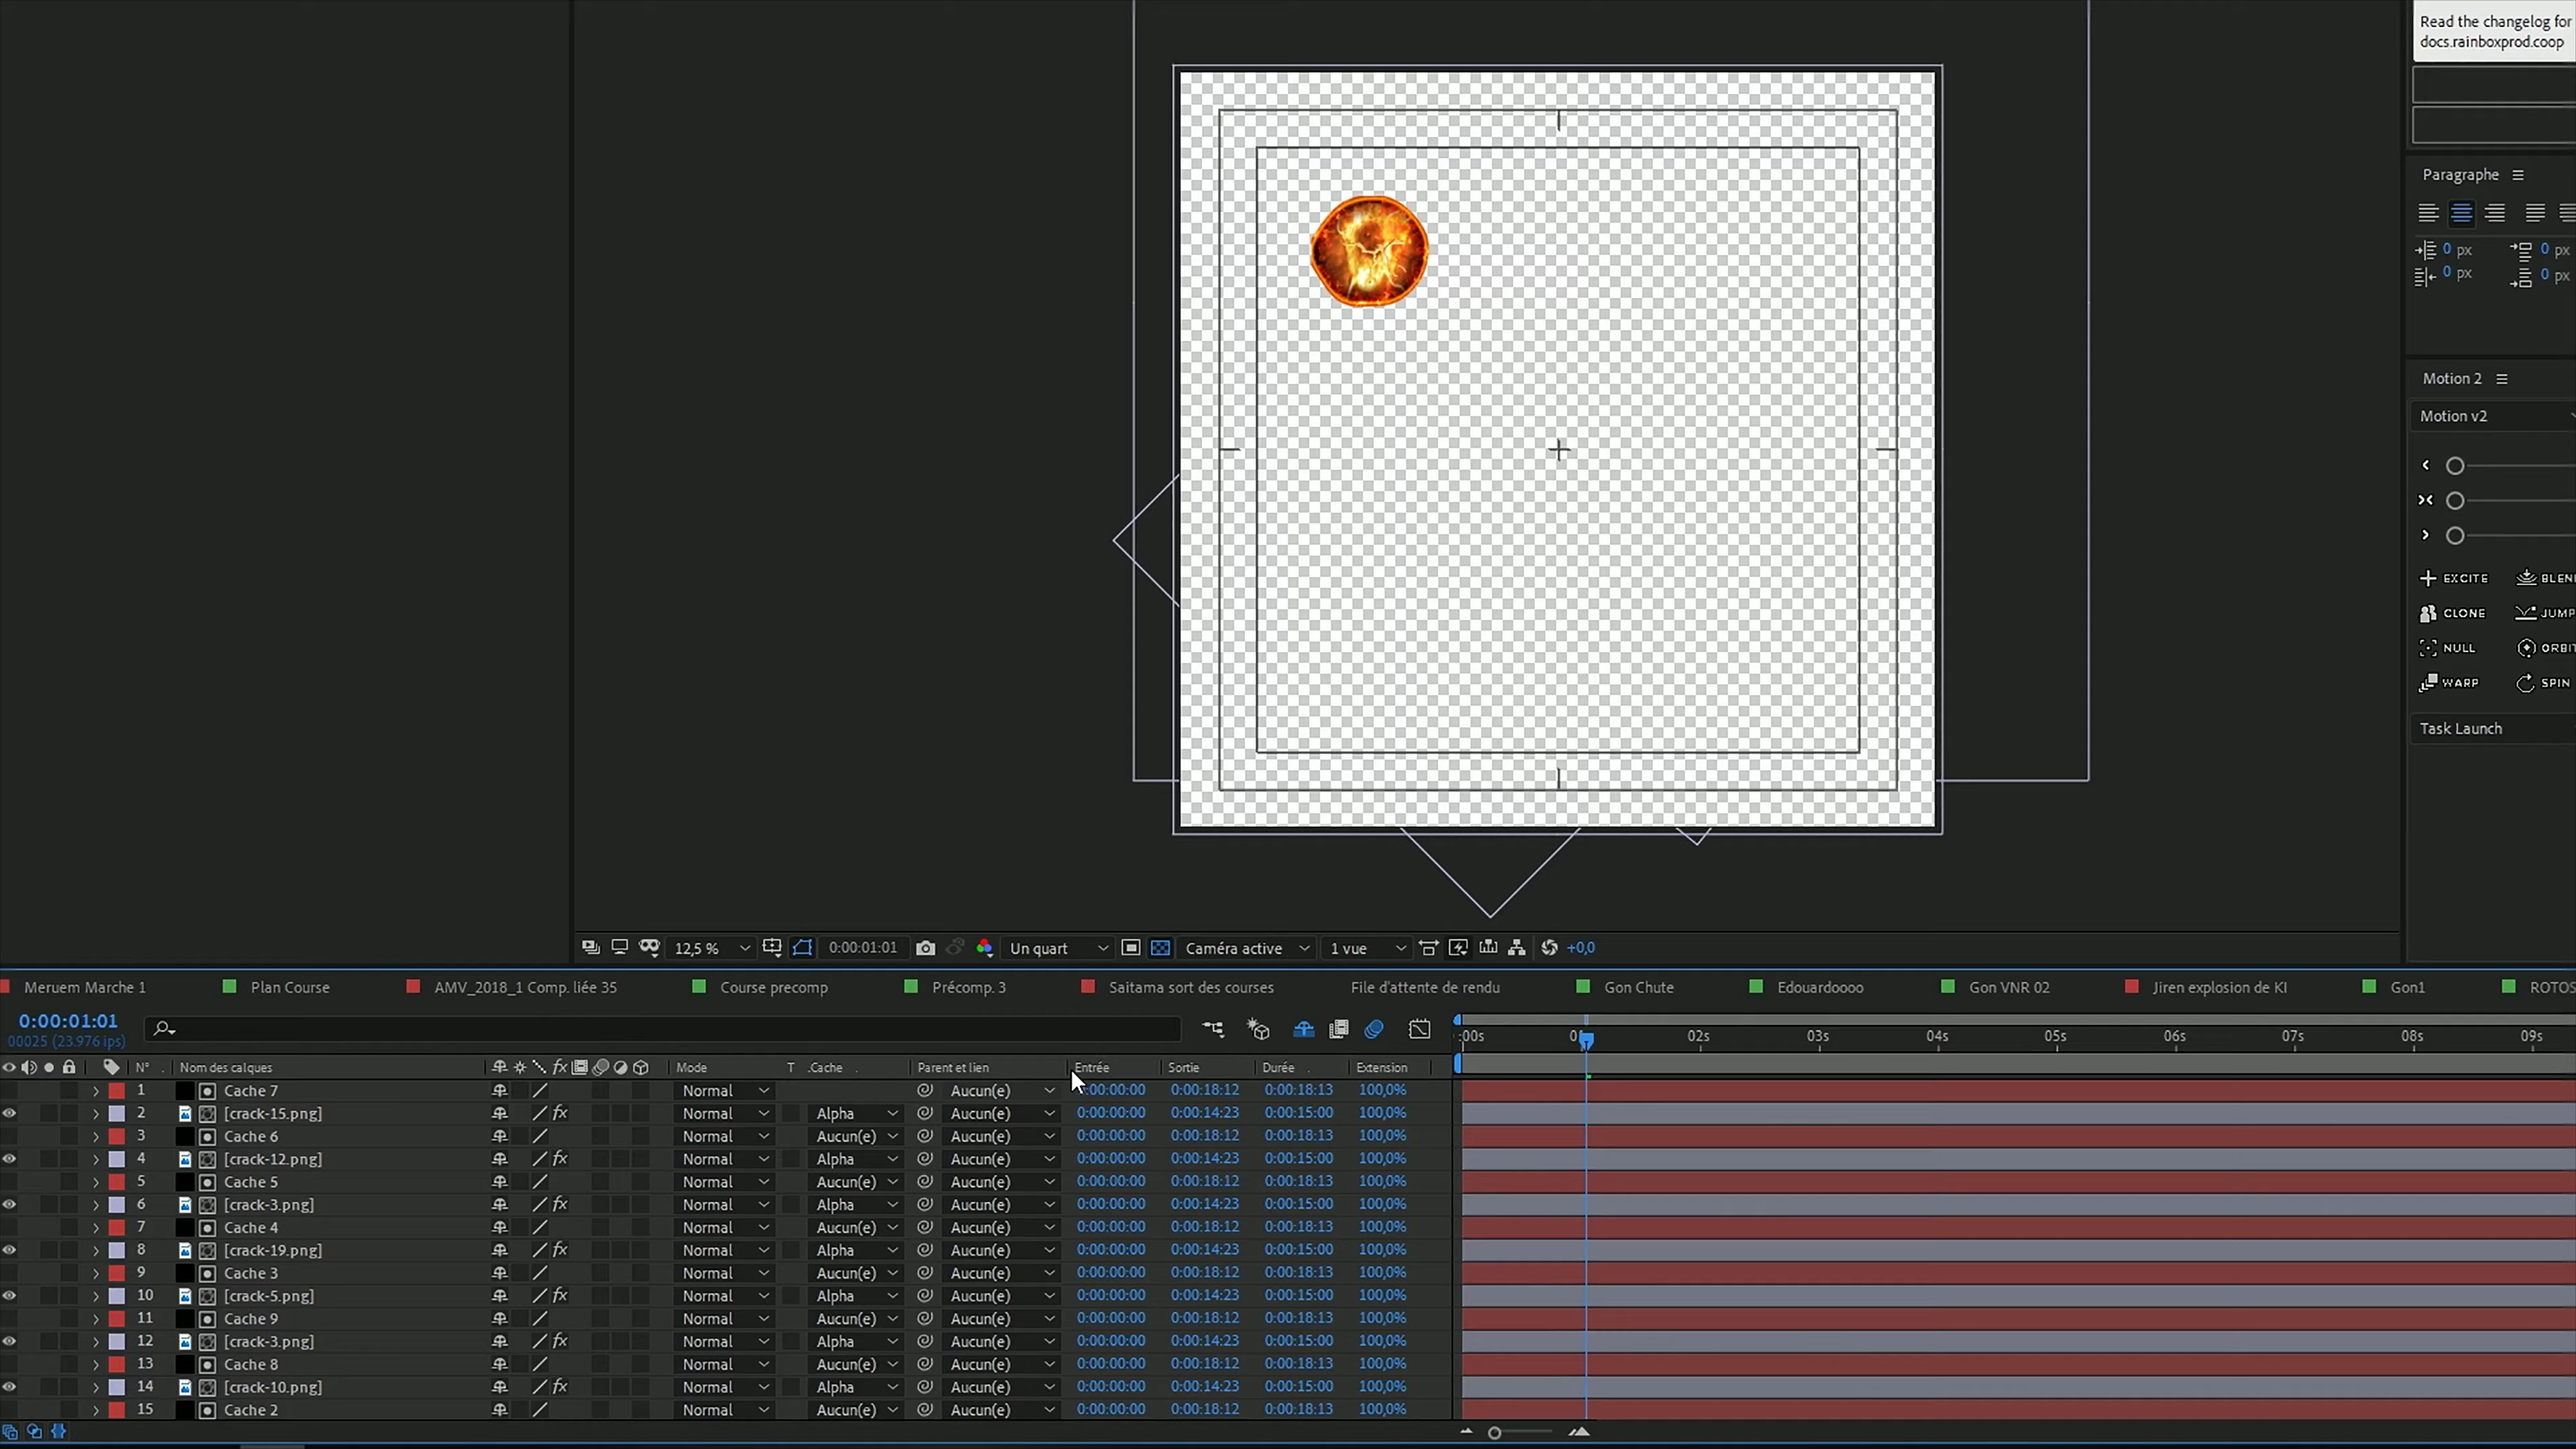 Read the changelog for
docs.rainboxprod.coop
Paragraphe
0 px 0 px
0 px 0 px
Motion 2
Motion v2
EXCITE
CLONE JUMP
NULL
WARP SPIN
Task Launch
12,5 % 0:00:01:01 Un quart Caméra active 1 vue +0,0
Meruem Marche 1 Plan Course AMV_2018_1 Comp. liée 35 Course precomp Précomp. 3 Saitama sort des courses File d'attente de rendu Gon Chute Edouardoooo Gon VNR 02 Jiren explosion de KI Gon1 ROTOS
0:00:01:01
00025 (23.976 ips)
:00s 02s 03s 04s 05s 06s 07s 08s 09s
N° Nom des calques fx Mode T .Cache Parent et lien Entrée Sortie Durée Extension
1 Cache 7 Normal Aucun(e) 0:00:00:00 0:00:18:12 0:00:18:13 100,0%
2 [crack-15.png] fx Normal Alpha Aucun(e) 0:00:00:00 0:00:14:23 0:00:15:00 100,0%
3 Cache 6 Normal Aucun(e) Aucun(e) 0:00:00:00 0:00:18:12 0:00:18:13 100,0%
4 [crack-12.png] fx Normal Alpha Aucun(e) 0:00:00:00 0:00:14:23 0:00:15:00 100,0%
5 Cache 5 Normal Aucun(e) Aucun(e) 0:00:00:00 0:00:18:12 0:00:18:13 100,0%
6 [crack-3.png] fx Normal Alpha Aucun(e) 0:00:00:00 0:00:14:23 0:00:15:00 100,0%
7 Cache 4 Normal Aucun(e) Aucun(e) 0:00:00:00 0:00:18:12 0:00:18:13 100,0%
8 [crack-19.png] fx Normal Alpha Aucun(e) 0:00:00:00 0:00:14:23 0:00:15:00 100,0%
9 Cache 3 Normal Aucun(e) Aucun(e) 0:00:00:00 0:00:18:12 0:00:18:13 100,0%
10 [crack-5.png] fx Normal Alpha Aucun(e) 0:00:00:00 0:00:14:23 0:00:15:00 100,0%
11 Cache 9 Normal Aucun(e) Aucun(e) 0:00:00:00 0:00:18:12 0:00:18:13 100,0%
12 [crack-3.png] fx Normal Alpha Aucun(e) 0:00:00:00 0:00:14:23 0:00:15:00 100,0%
13 Cache 8 Normal Aucun(e) Aucun(e) 0:00:00:00 0:00:18:12 0:00:18:13 100,0%
14 [crack-10.png] fx Normal Alpha Aucun(e) 0:00:00:00 0:00:14:23 0:00:15:00 100,0%
15 Cache 2 Normal Aucun(e) Aucun(e) 0:00:00:00 0:00:18:12 0:00:18:13 100,0%